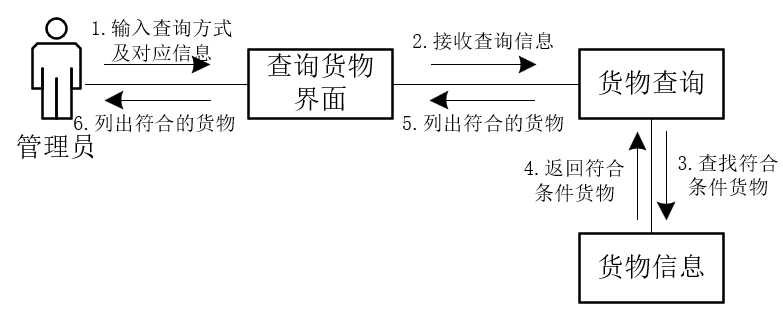 1.输入查询方式
及对应信息
2.接收查询信息
查询货物
界面
货物查询
6.列出符合的货物
5.列出符合的货物
管理员
4.返回符合
条件货物
3.查找符合
条件货物
货物信息